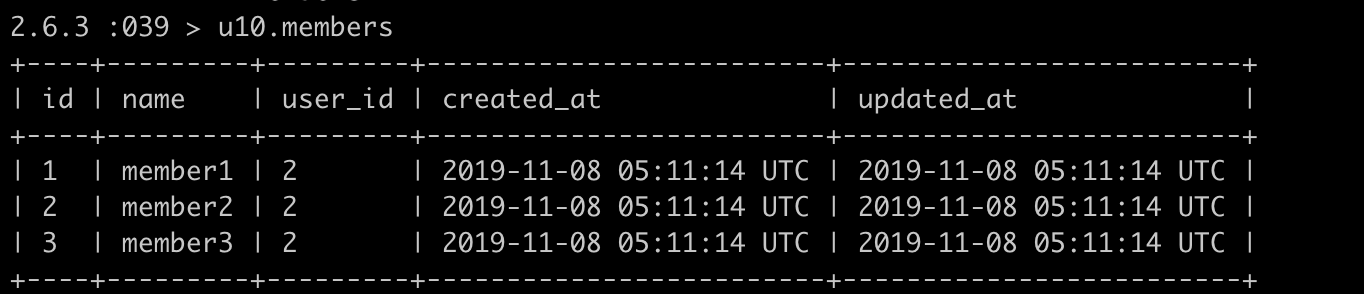 2.6.3 :039 > u10.members
+----+---------+---------+-------------------------+-------------------------+
| id | name    | user_id | created_at              | updated_at              |
+----+---------+---------+-------------------------+-------------------------+
| 1  | member1 | 2       | 2019-11-08 05:11:14 UTC | 2019-11-08 05:11:14 UTC |
| 2  | member2 | 2       | 2019-11-08 05:11:14 UTC | 2019-11-08 05:11:14 UTC |
| 3  | member3 | 2       | 2019-11-08 05:11:14 UTC | 2019-11-08 05:11:14 UTC |
+----+---------+---------+-------------------------+-------------------------+